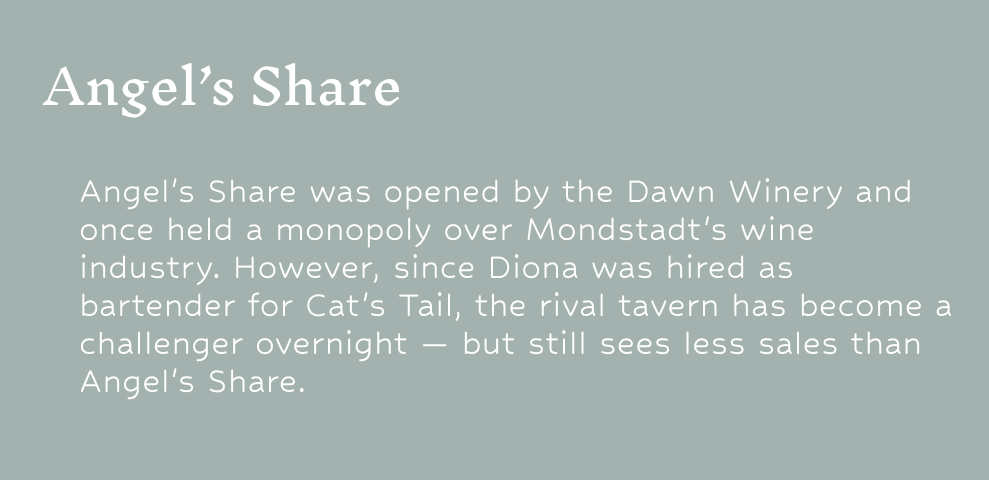 Angel’s Share
Angel’s Share was opened by the Dawn Winery and
once held a monopoly over Mondstadt’s wine
industry. However, since Diona was hired as
bartender for Cat’s Tail, the rival tavern has become a
challenger overnight — but still sees less sales than
Angel’s Share.